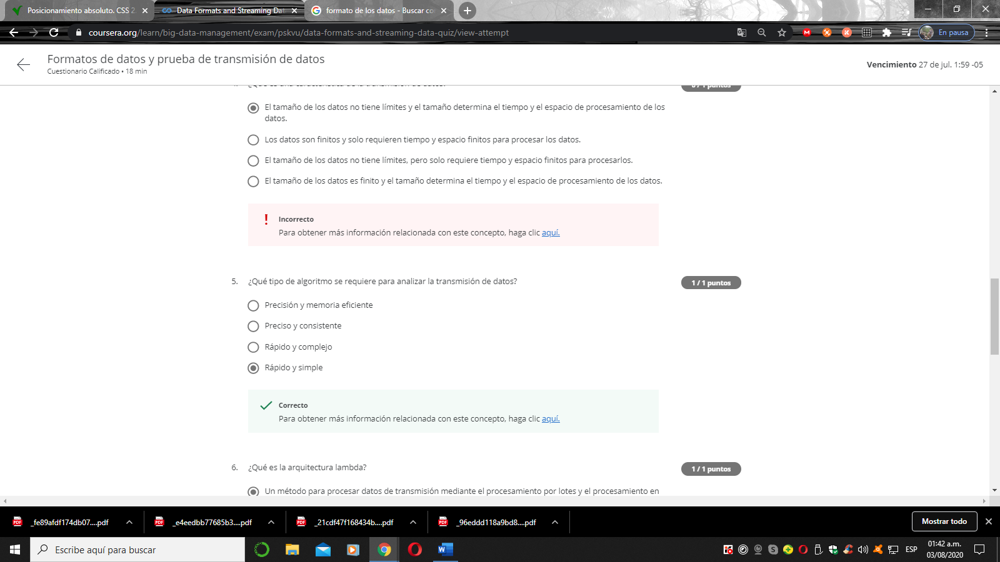 Posicionamiento absoluto. CSS 2.
Data Formats and Streaming Dat
formato de los datos - Buscar co
coursera.org/learn/big-data-management/exam/pskvu/data-formats-and-streaming-data-quiz/view-attempt
En pausa
Formatos de datos y prueba de transmisión de datos
Cuestionario Calificado • 18 min
Vencimiento 27 de jul. 1:59 -05
El tamaño de los datos no tiene límites y el tamaño determina el tiempo y el espacio de procesamiento de los
datos.
Los datos son finitos y solo requieren tiempo y espacio finitos para procesar los datos.
El tamaño de los datos no tiene límites, pero solo requiere tiempo y espacio finitos para procesarlos.
El tamaño de los datos es finito y el tamaño determina el tiempo y el espacio de procesamiento de los datos.
Incorrecto
Para obtener más información relacionada con este concepto, haga clic aquí.
5. ¿Qué tipo de algoritmo se requiere para analizar la transmisión de datos?
1 / 1 puntos
Precisión y memoria eficiente
Preciso y consistente
Rápido y complejo
Rápido y simple
Correcto
Para obtener más información relacionada con este concepto, haga clic aquí.
6. ¿Qué es la arquitectura lambda?
1 / 1 puntos
Un método para procesar datos de transmisión mediante el procesamiento por lotes y el procesamiento en
_fe89afdf174db07....pdf
_e4eedbb77685b3....pdf
_21cdf47f168434b....pdf
_96eddd118a9bd8....pdf
Mostrar todo
Escribe aquí para buscar
ESP
01:42 a.m.
03/08/2020